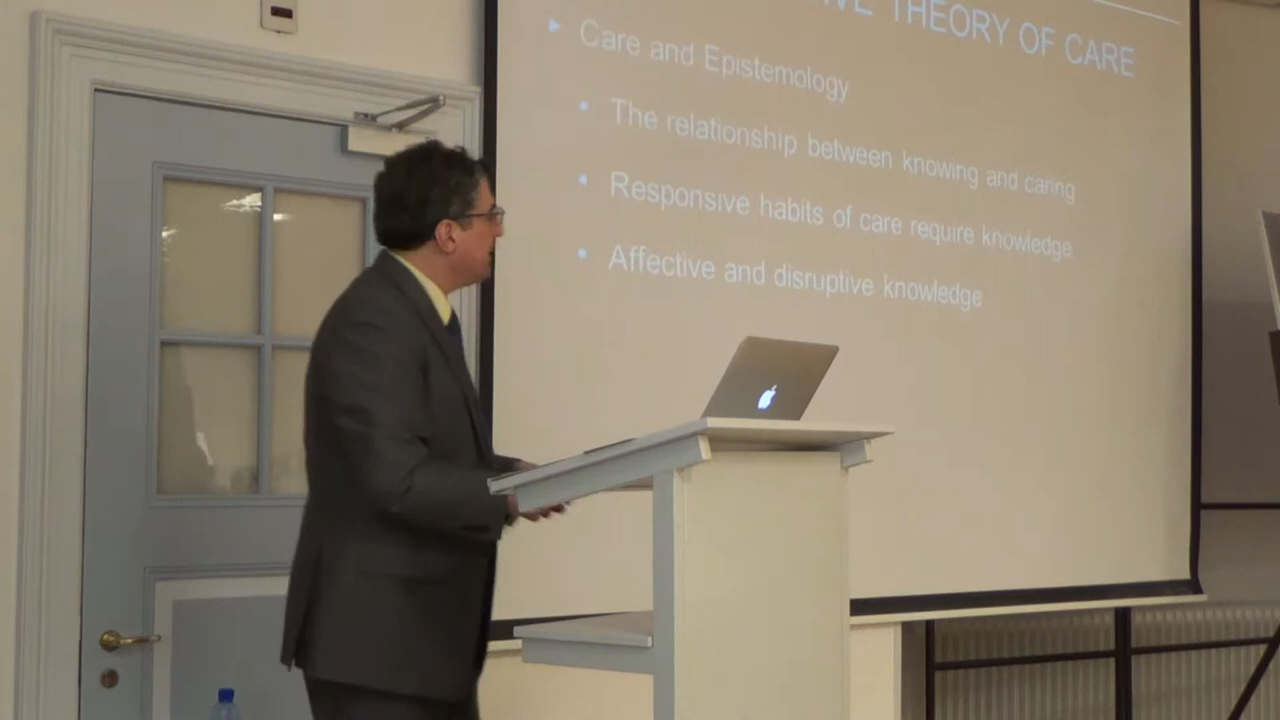 THEORY OF CARE
Care and Epistemology
The relationship between knowing and caring
Responsive habits of care require knowledge
Affective and disruptive knowledge